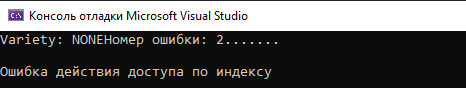 Консоль отладки Microsoft Visual Studio
Variety: NONEНомер ошибки: 2.......
Ошибка действия доступа по индексу